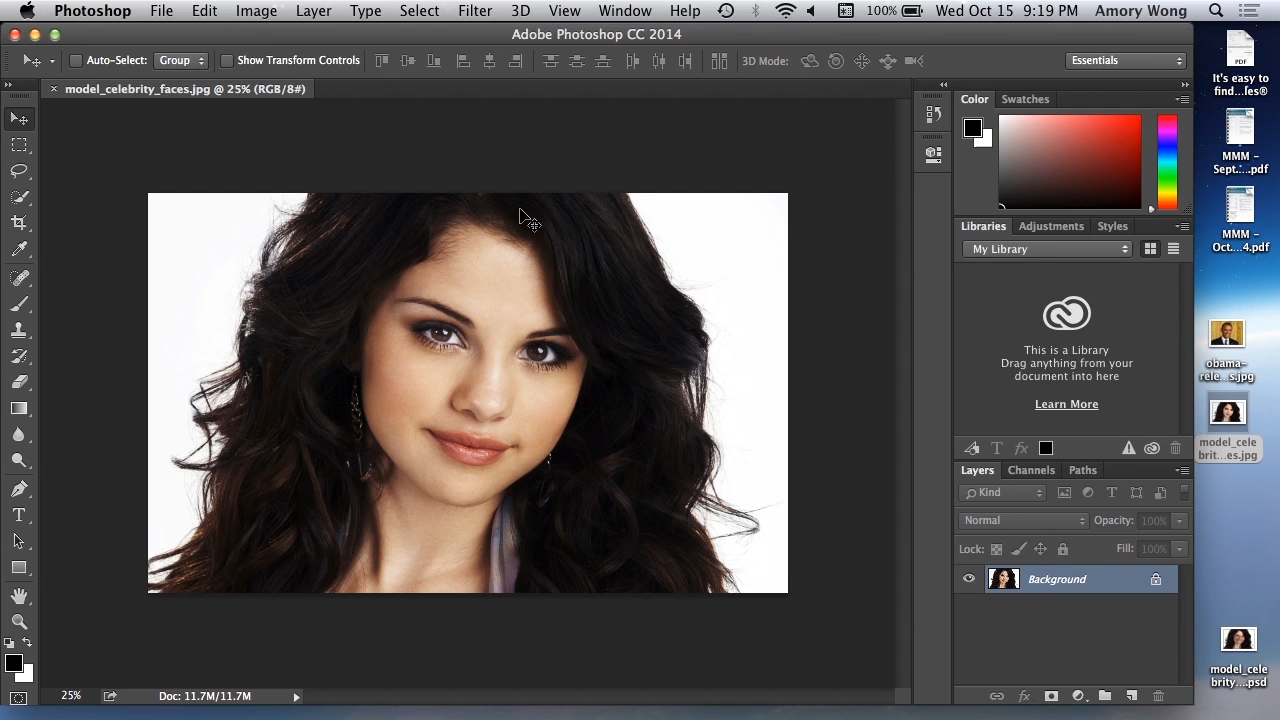 Photoshop File Edit Image Layer Type Select Filter 3D View Window Help 100% Wed Oct 15 9:19 PM Amory Wong
Adobe Photoshop CC 2014
Auto-Select: Group Show Transform Controls 3D Mode: Essentials
model_celebrity_faces.jpg @ 25% (RGB/8#)
Color Swatches
Libraries Adjustments Styles
My Library
This is a Library
Drag anything from your
document into here
Learn More
Layers Channels Paths
Kind
Normal Opacity: 100%
Lock: Fill: 100%
Background
25% Doc: 11.7M/11.7M
PDF
It's easy to
find...les®
MMM -
Sept....pdf
MMM -
Oct...4.pdf
obama-
rele...s.jpg
model_cele
brit...es.jpg
model_cele
brity....psd